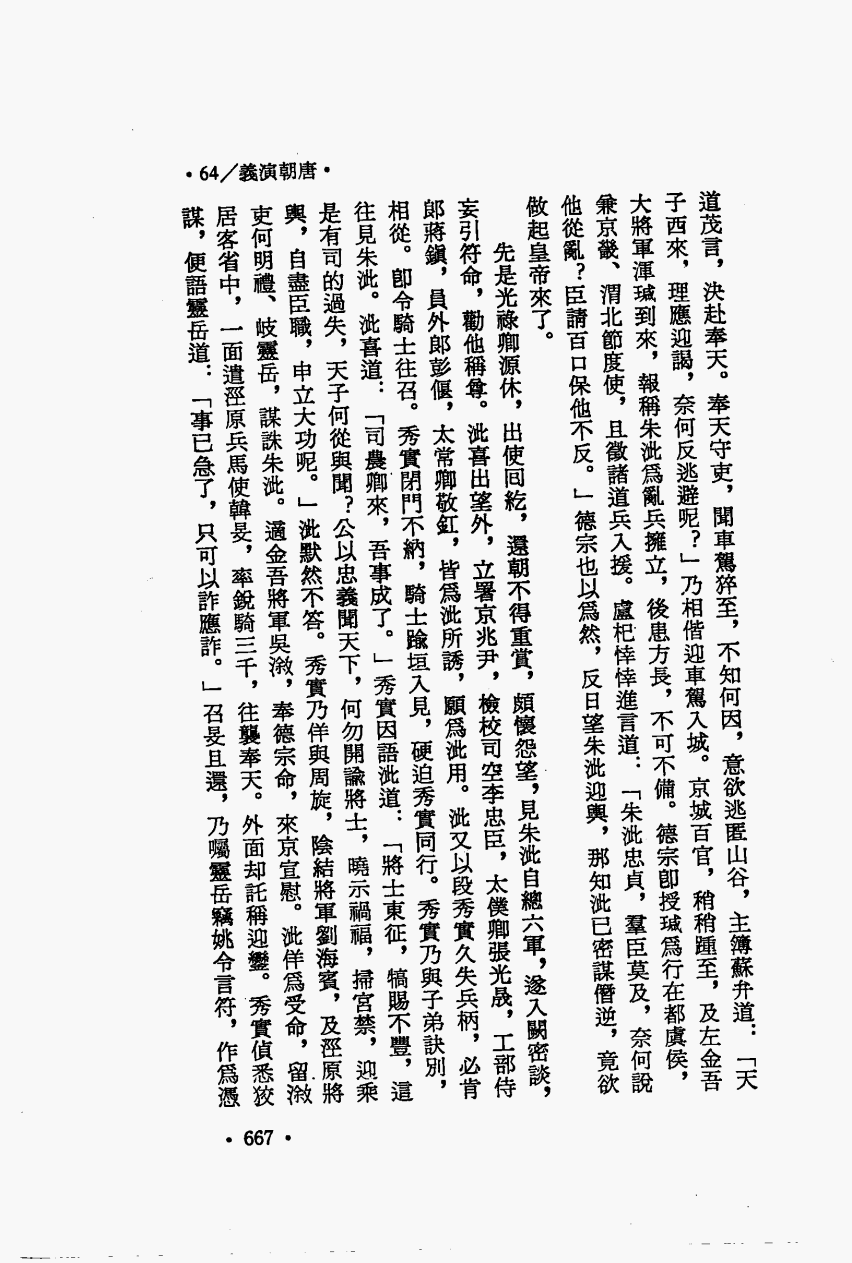 •64/義演朝唐•
道茂言，決赴奉天。奉天守吏，聞車駕猝至，不知何因，意欲逃匿山谷，主簿蘇弁道：「天
子西來，理應迎謁，奈何反逃避呢？」乃相偕迎車駕入城。京城百官，稍稍踵至，及左金吾
大將軍渾瑊到來，報稱朱泚爲亂兵擁立，後患方長，不可不備。德宗卽授瑊爲行在都虞侯，
兼京畿、渭北節度使，且徵諸道兵入援。盧杞悻悻進言道：「朱泚忠貞，羣臣莫及，奈何說
他從亂？臣請百口保他不反。」德宗也以爲然，反日望朱泚迎輿，那知泚已密謀僭逆，竟欲
做起皇帝來了。
先是光祿卿源休，出使囘紇，還朝不得重賞，頗懷怨望，見朱泚自總六軍，遂入闕密談，
妄引符命，勸他稱尊。泚喜出望外，立署京兆尹，檢校司空李忠臣，太僕卿張光晟，工部侍
郎蔣鎭，員外郎彭偃，太常卿敬釭，皆爲泚所誘，願爲泚用。泚又以段秀實久失兵柄，必肯
相從。卽令騎士往召。秀實閉門不納，騎士踰垣入見，硬迫秀實同行。秀實乃與子弟訣別，
往見朱泚。泚喜道：「司農卿來，吾事成了。」秀實因語泚道：「將士東征，犒賜不豐，這
是有司的過失，天子何從與聞？公以忠義聞天下，何勿開諭將士，曉示禍福，掃宮禁，迎乘
輿，自盡臣職，申立大功呢。」泚默然不答。秀實乃佯與周旋，陰結將軍劉海賓，及涇原將
吏何明禮、岐靈岳，謀誅朱泚。適金吾將軍吳漵，奉德宗命，來京宣慰。泚佯爲受命，留漵
居客省中，一面遣涇原兵馬使韓旻，率銳騎三千，往襲奉天。外面却託稱迎鑾。秀實偵悉狡
謀，便語靈岳道：「事已急了，只可以詐應詐。」召旻且還，乃囑靈岳竊姚令言符，作爲憑
•667•